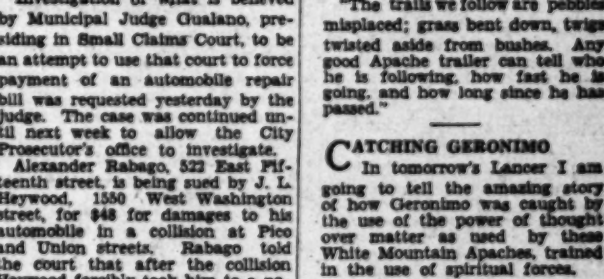 by Municipal Judge Gualano, pre-
siding in Small Claims Court, to be
an attempt to use that court to force
payment of an automobile repair
bill was requested yesterday by the
judge. The case was continued un-
til next week to allow the City
Prosecutor's office to investigate.
Alexander Rabago, 522 East Fif-
teenth street, is being sued by J. L.
Heywood, 1550 West Washington
street, for $48 for damages to his
automobile in a collision at Pico
and Union streets. Rabago told
the court that after the collision
"The trails we follow are pebbles
misplaced; grass bent down, twigs
twisted aside from bushes. Any
good Apache trailer can tell who
he is following, how fast he is
going, and how long since he has
passed."
CATCHING GERONIMO
In tomorrow's Lancer I am
going to tell the amazing story
of how Geronimo was caught by
the use of the power of thought
over matter as used by these
White Mountain Apaches, trained
in the use of spiritual forces.